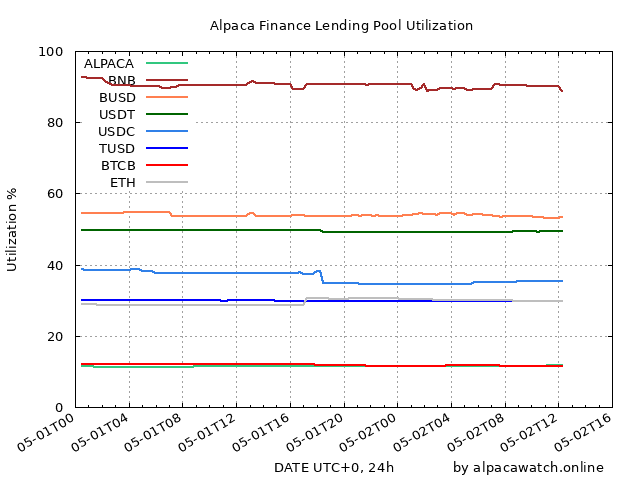 Alpaca Finance Lending Pool Utilization
100
80
60
40
20
0
Utilization %
ALPACA
BNB
BUSD
USDT
USDC
TUSD
BTCB
ETH
05-01T00
05-01T04
05-01T08
05-01T12
05-01T16
05-01T20
05-02T00
05-02T04
05-02T08
05-02T12
05-02T16
DATE UTC+0, 24h
by alpacawatch.online